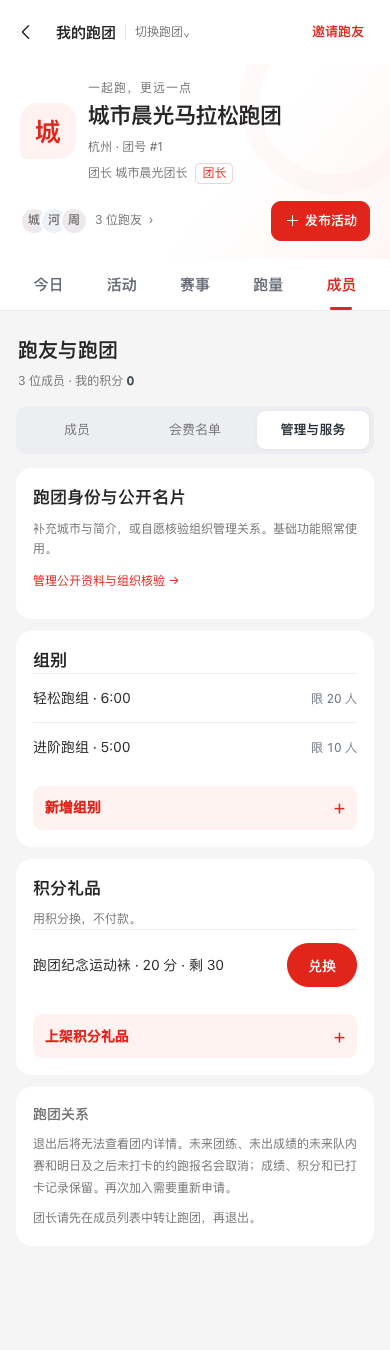 我的跑团
切换跑团
邀请跑友
一起跑，更远一点
城
城市晨光马拉松跑团
杭州 · 团号 #1
团长 城市晨光团长 团长
城 河 周 3 位跑友 ›
＋ 发布活动
今日 活动 赛事 跑量 成员
跑友与跑团
3 位成员 · 我的积分 0
成员 会费名单 管理与服务
跑团身份与公开名片
补充城市与简介，或自愿核验组织管理关系。基础功能照常使
用。
管理公开资料与组织核验 →
组别
轻松跑组 · 6:00 限 20 人
进阶跑组 · 5:00 限 10 人
新增组别 +
积分礼品
用积分换，不付款。
跑团纪念运动袜 · 20 分 · 剩 30 兑换
上架积分礼品 +
跑团关系
退出后将无法查看团内详情。未来团练、未出成绩的未来队内
赛和明日及之后未打卡的约跑报名会取消；成绩、积分和已打
卡记录保留。再次加入需要重新申请。
团长请先在成员列表中转让跑团，再退出。